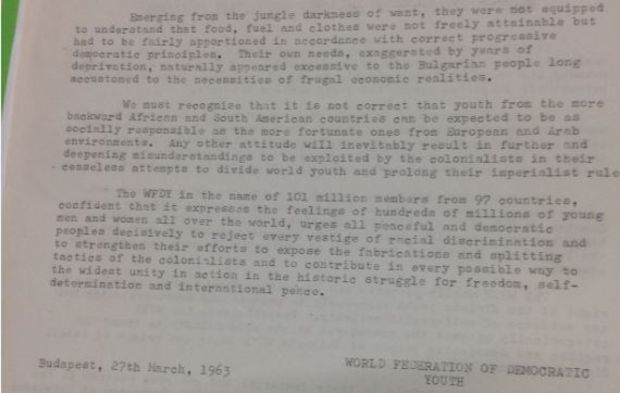 Emerging from the jungle darkness of want, they were not equipped
to understand that food, fuel and clothes were not freely attainable but
had to be fairly apportioned in accordance with correct progressive
democratic principles. Their own needs, exaggerated by years of
deprivation, naturally appeared excessive to the Bulgarian people long
accustomed to the necessities of frugal economic realities.
We must recognise that it is not correct that youth from the more
backward African and South American countries can be expected to be as
socially responsible as the more fortunate ones from European and Arab
environments. Any other attitude will inevitably result in further and
deepening misunderstandings to be exploited by the colonialists in their
ceaseless attempts to divide world youth and prolong their imperialist rule
The WFDY in the name of 101 million members from 97 countries,
confident that it expresses the feelings of hundreds of millions of young
men and women all over the world, urges all peaceful and democratic
peoples decisively to reject every vestige of racial discrimination and
to strengthen their efforts to expose the fabrications and splitting
tactics of the colonialists and to contribute in every possible way to
the widest unity in action in the historic struggle for freedom, self-
determination and international peace.
Budapest, 27th March, 1963
WORLD FEDERATION OF DEMOCRATIC
YOUTH